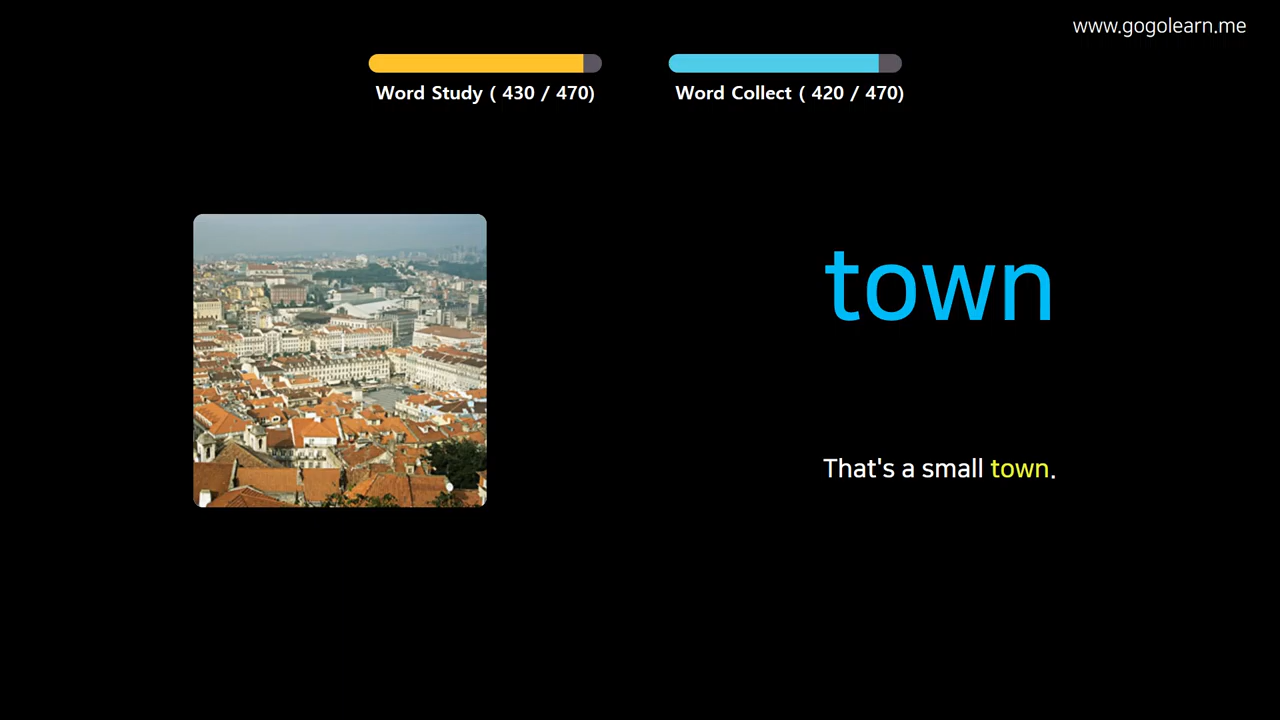 www.gogolearn.me
Word Study ( 430 / 470)
Word Collect ( 420 / 470)
town
That's a small town.